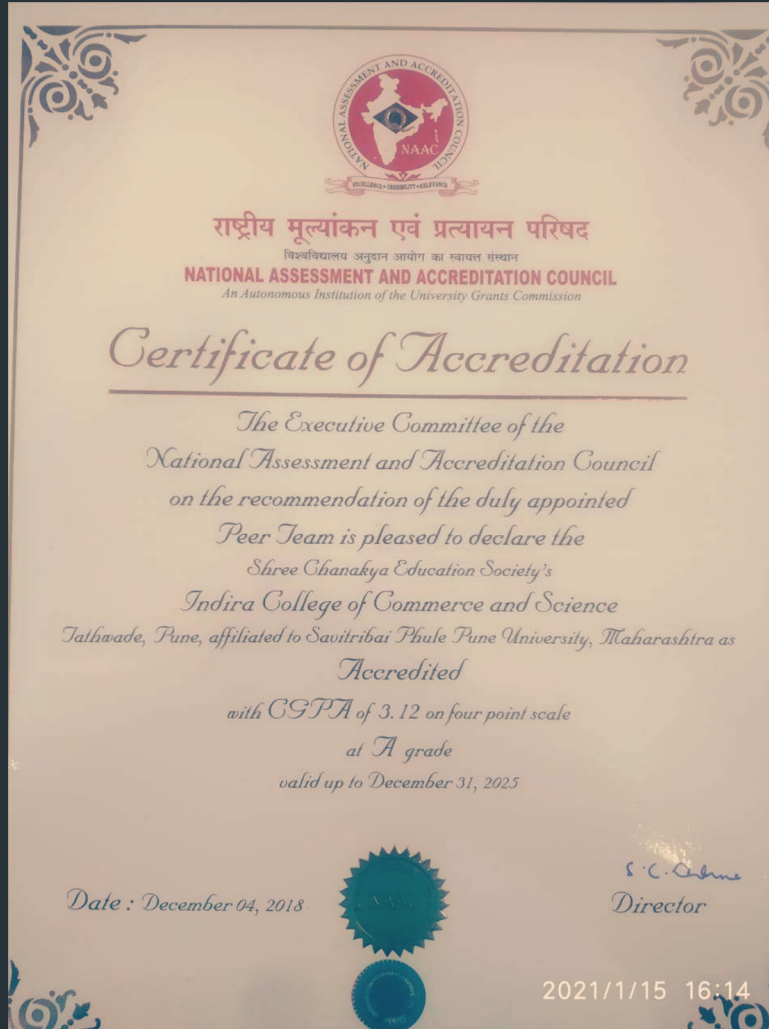 NATIONAL ASSESSMENT AND ACCREDITATION COUNCIL
NAAC
EXCELLENCE • CREDIBILITY • RELEVANCE
राष्ट्रीय मूल्यांकन एवं प्रत्यायन परिषद
विश्वविद्यालय अनुदान आयोग का स्वायत्त संस्थान
NATIONAL ASSESSMENT AND ACCREDITATION COUNCIL
An Autonomous Institution of the University Grants Commission
Certificate of Accreditation
The Executive Committee of the
National Assessment and Accreditation Council
on the recommendation of the duly appointed
Peer Team is pleased to declare the
Shree Chanakya Education Society's
Indira College of Commerce and Science
Tathwade, Pune, affiliated to Savitribai Phule Pune University, Maharashtra as
Accredited
with CGPA of 3.12 on four point scale
at A grade
valid up to December 31, 2025
S. C.
Date : December 04, 2018
Director
2021/1/15 16:14